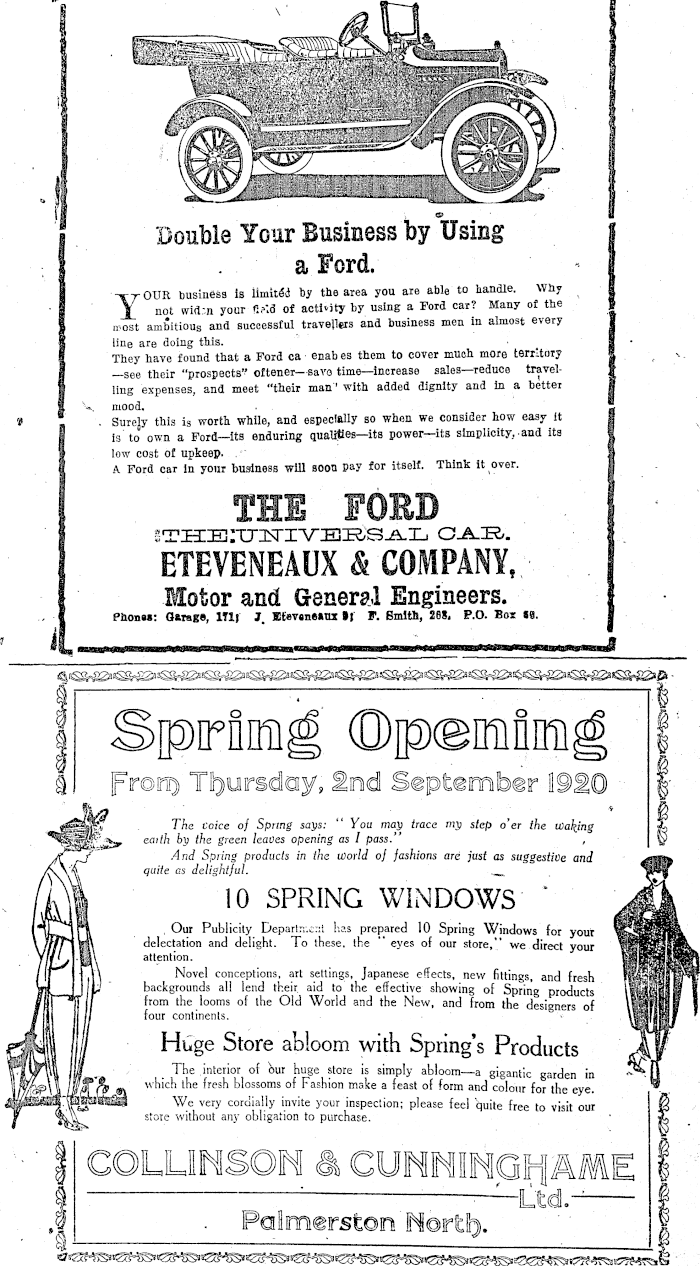 Double Your Business by Using
a Ford.
YOUR business is limited by the area you are able to handle. Why
not widen your field of activity by using a Ford car? Many of the
most ambitious and successful travellers and business men in almost every
line are doing this.
They have found that a Ford ca enables them to cover much more territory
—see their "prospects" oftener—save time—increase sales—reduce travel-
ling expenses, and meet "their man" with added dignity and in a better
mood.
Surely this is worth while, and especially so when we consider how easy it
is to own a Ford—its enduring qualities—its power—its simplicity, and its
low cost of upkeep.
A Ford car in your business will soon pay for itself. Think it over.
THE FORD
THE UNIVERSAL CAR.
ETEVENEAUX & COMPANY,
Motor and General Engineers.
Phones: Garage, 171; J. Eteveneaux F. Smith, 268. P.O. Box
Spring Opening
From Thursday, 2nd September 1920
The voice of Spring says: "You may trace my step o'er the waking
earth by the green leaves opening as I pass."
And Spring products in the world of fashions are just as suggestive and
quite as delightful.
10 SPRING WINDOWS
Our Publicity Department has prepared 10 Spring Windows for your
delectation and delight. To these, the "eyes of our store," we direct your
attention.
Novel conceptions, art settings, Japanese effects, new fittings, and fresh
backgrounds all lend their aid to the effective showing of Spring products
from the looms of the Old World and the New, and from the designers of
four continents.
Huge Store abloom with Spring's Products
The interior of our huge store is simply abloom—a gigantic garden in
which the fresh blossoms of Fashion make a feast of form and colour for the eye.
We very cordially invite your inspection; please feel quite free to visit our
store without any obligation to purchase.
COLLINSON & CUNNINGHAME
Ltd.
Palmerston North.